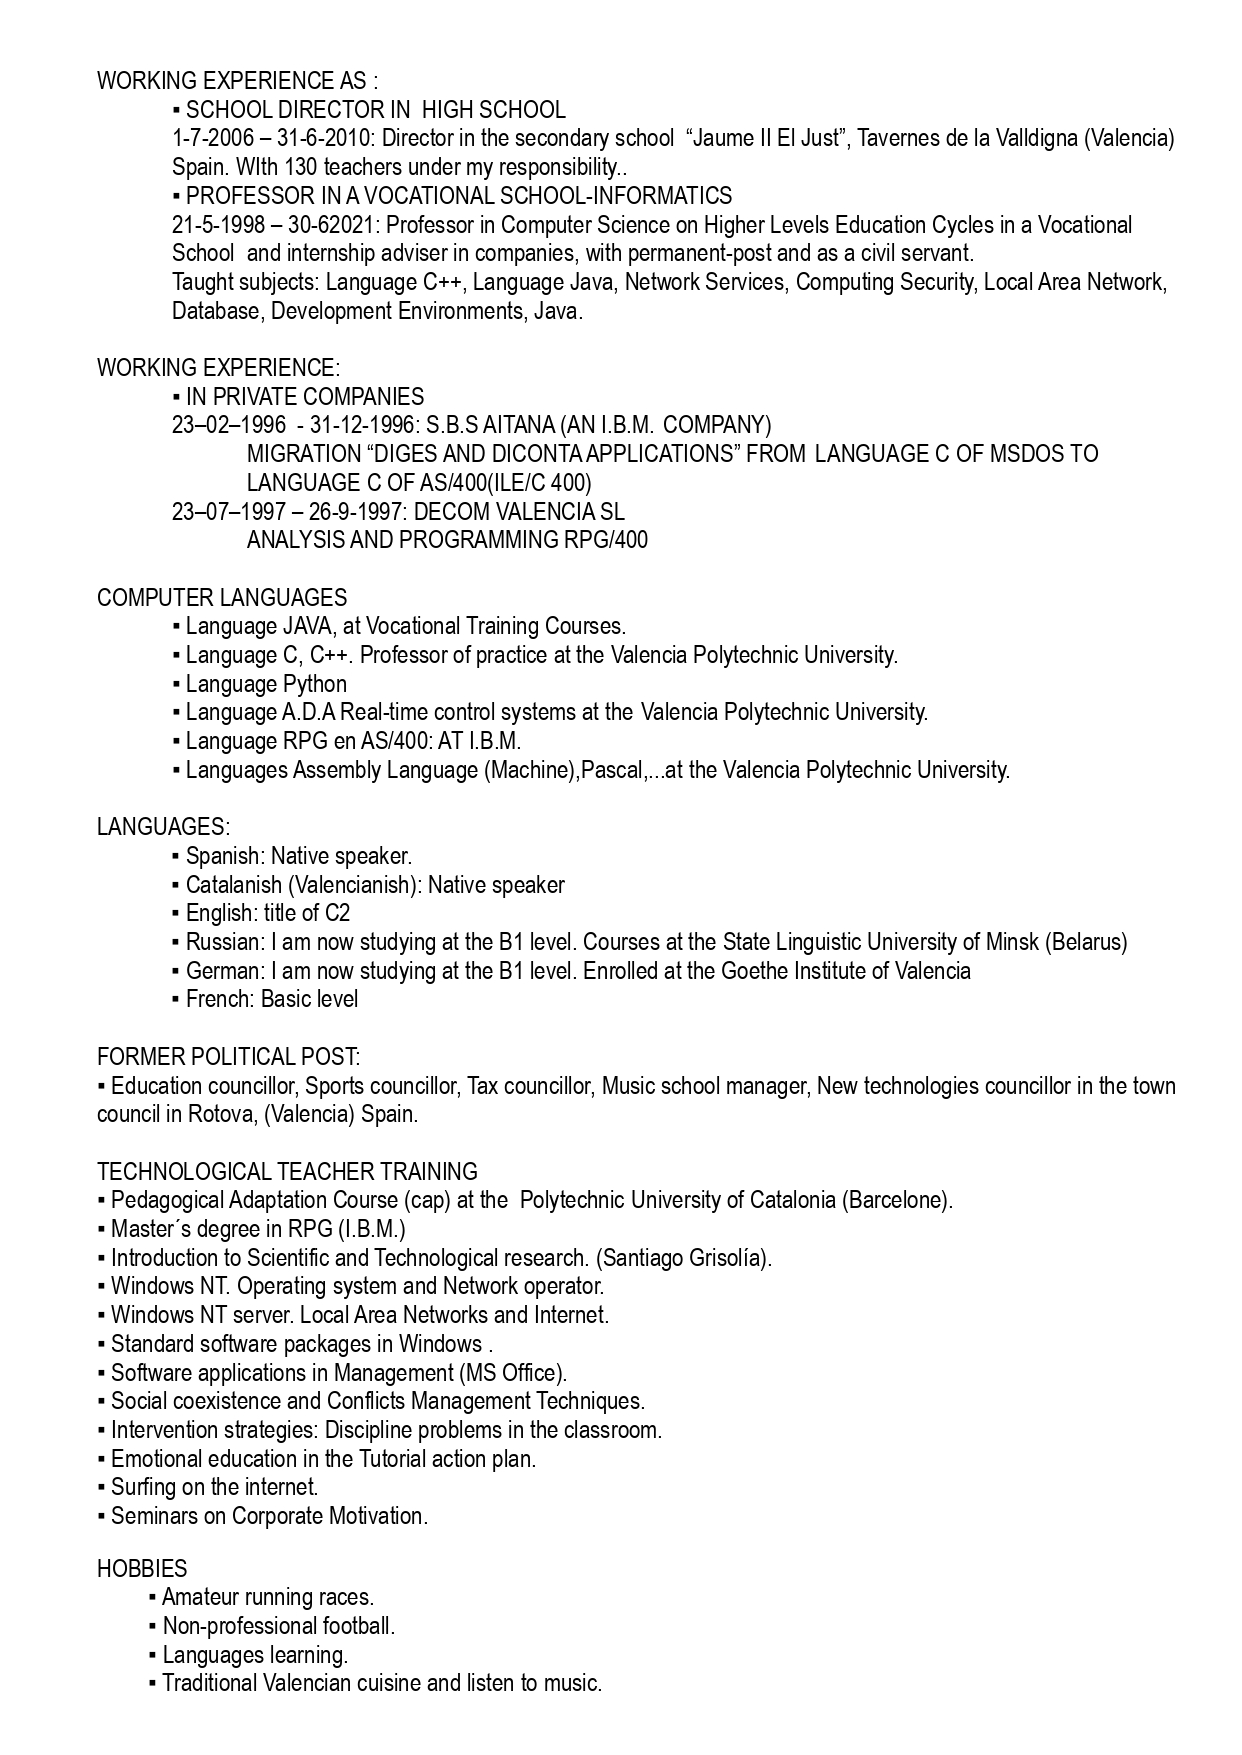 WORKING EXPERIENCE AS :
▪ SCHOOL DIRECTOR IN  HIGH SCHOOL
1-7-2006 – 31-6-2010: Director in the secondary school  “Jaume II El Just”, Tavernes de la Valldigna (Valencia)
Spain. WIth 130 teachers under my responsibility..
▪ PROFESSOR IN A VOCATIONAL SCHOOL-INFORMATICS
21-5-1998 – 30-62021: Professor in Computer Science on Higher Levels Education Cycles in a Vocational
School  and internship adviser in companies, with permanent-post and as a civil servant.
Taught subjects: Language C++, Language Java, Network Services, Computing Security, Local Area Network,
Database, Development Environments, Java.
WORKING EXPERIENCE:
▪ IN PRIVATE COMPANIES
23–02–1996  - 31-12-1996: S.B.S AITANA (AN I.B.M. COMPANY)
MIGRATION “DIGES AND DICONTA APPLICATIONS” FROM LANGUAGE C OF MSDOS TO
LANGUAGE C OF AS/400(ILE/C 400)
23–07–1997 – 26-9-1997: DECOM VALENCIA SL
ANALYSIS AND PROGRAMMING RPG/400
COMPUTER LANGUAGES
▪ Language JAVA, at Vocational Training Courses.
▪ Language C, C++. Professor of practice at the Valencia Polytechnic University.
▪ Language Python
▪ Language A.D.A Real-time control systems at the Valencia Polytechnic University.
▪ Language RPG en AS/400: AT I.B.M.
▪ Languages Assembly Language (Machine),Pascal,...at the Valencia Polytechnic University.
LANGUAGES:
▪ Spanish: Native speaker.
▪ Catalanish (Valencianish): Native speaker
▪ English: title of C2
▪ Russian: I am now studying at the B1 level. Courses at the State Linguistic University of Minsk (Belarus)
▪ German: I am now studying at the B1 level. Enrolled at the Goethe Institute of Valencia
▪ French: Basic level
FORMER POLITICAL POST:
▪ Education councillor, Sports councillor, Tax councillor, Music school manager, New technologies councillor in the town
council in Rotova, (Valencia) Spain.
TECHNOLOGICAL TEACHER TRAINING
▪ Pedagogical Adaptation Course (cap) at the  Polytechnic University of Catalonia (Barcelone).
▪ Master´s degree in RPG (I.B.M.)
▪ Introduction to Scientific and Technological research. (Santiago Grisolía).
▪ Windows NT. Operating system and Network operator.
▪ Windows NT server. Local Area Networks and Internet.
▪ Standard software packages in Windows .
▪ Software applications in Management (MS Office).
▪ Social coexistence and Conflicts Management Techniques.
▪ Intervention strategies: Discipline problems in the classroom.
▪ Emotional education in the Tutorial action plan.
▪ Surfing on the internet.
▪ Seminars on Corporate Motivation.
HOBBIES
▪ Amateur running races.
▪ Non-professional football.
▪ Languages learning.
▪ Traditional Valencian cuisine and listen to music.